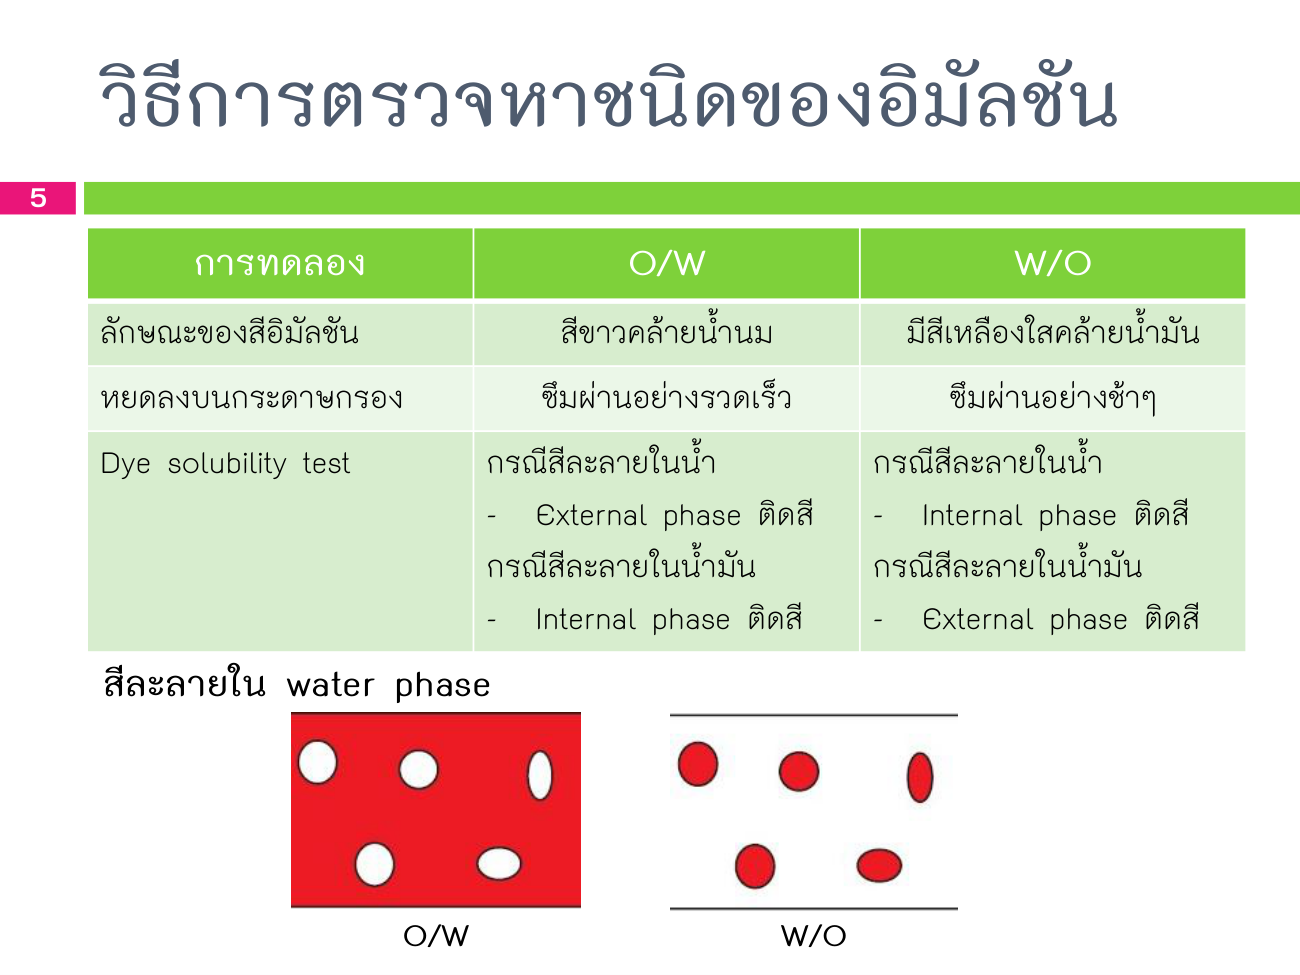 วิธีการตรวจหาชนิดของอิมัลชัน
5
การทดลอง O/W W/O
ลักษณะของสีอิมัลชัน สีขาวคล้ายน้ำนม มีสีเหลืองใสคล้ายน้ำมัน
หยดลงบนกระดาษกรอง ซึมผ่านอย่างรวดเร็ว ซึมผ่านอย่างช้าๆ
Dye solubility test กรณีสีละลายในน้ำ กรณีสีละลายในน้ำ
- External phase ติดสี - Internal phase ติดสี
กรณีสีละลายในน้ำมัน กรณีสีละลายในน้ำมัน
- Internal phase ติดสี - External phase ติดสี
สีละลายใน water phase
O/W W/O